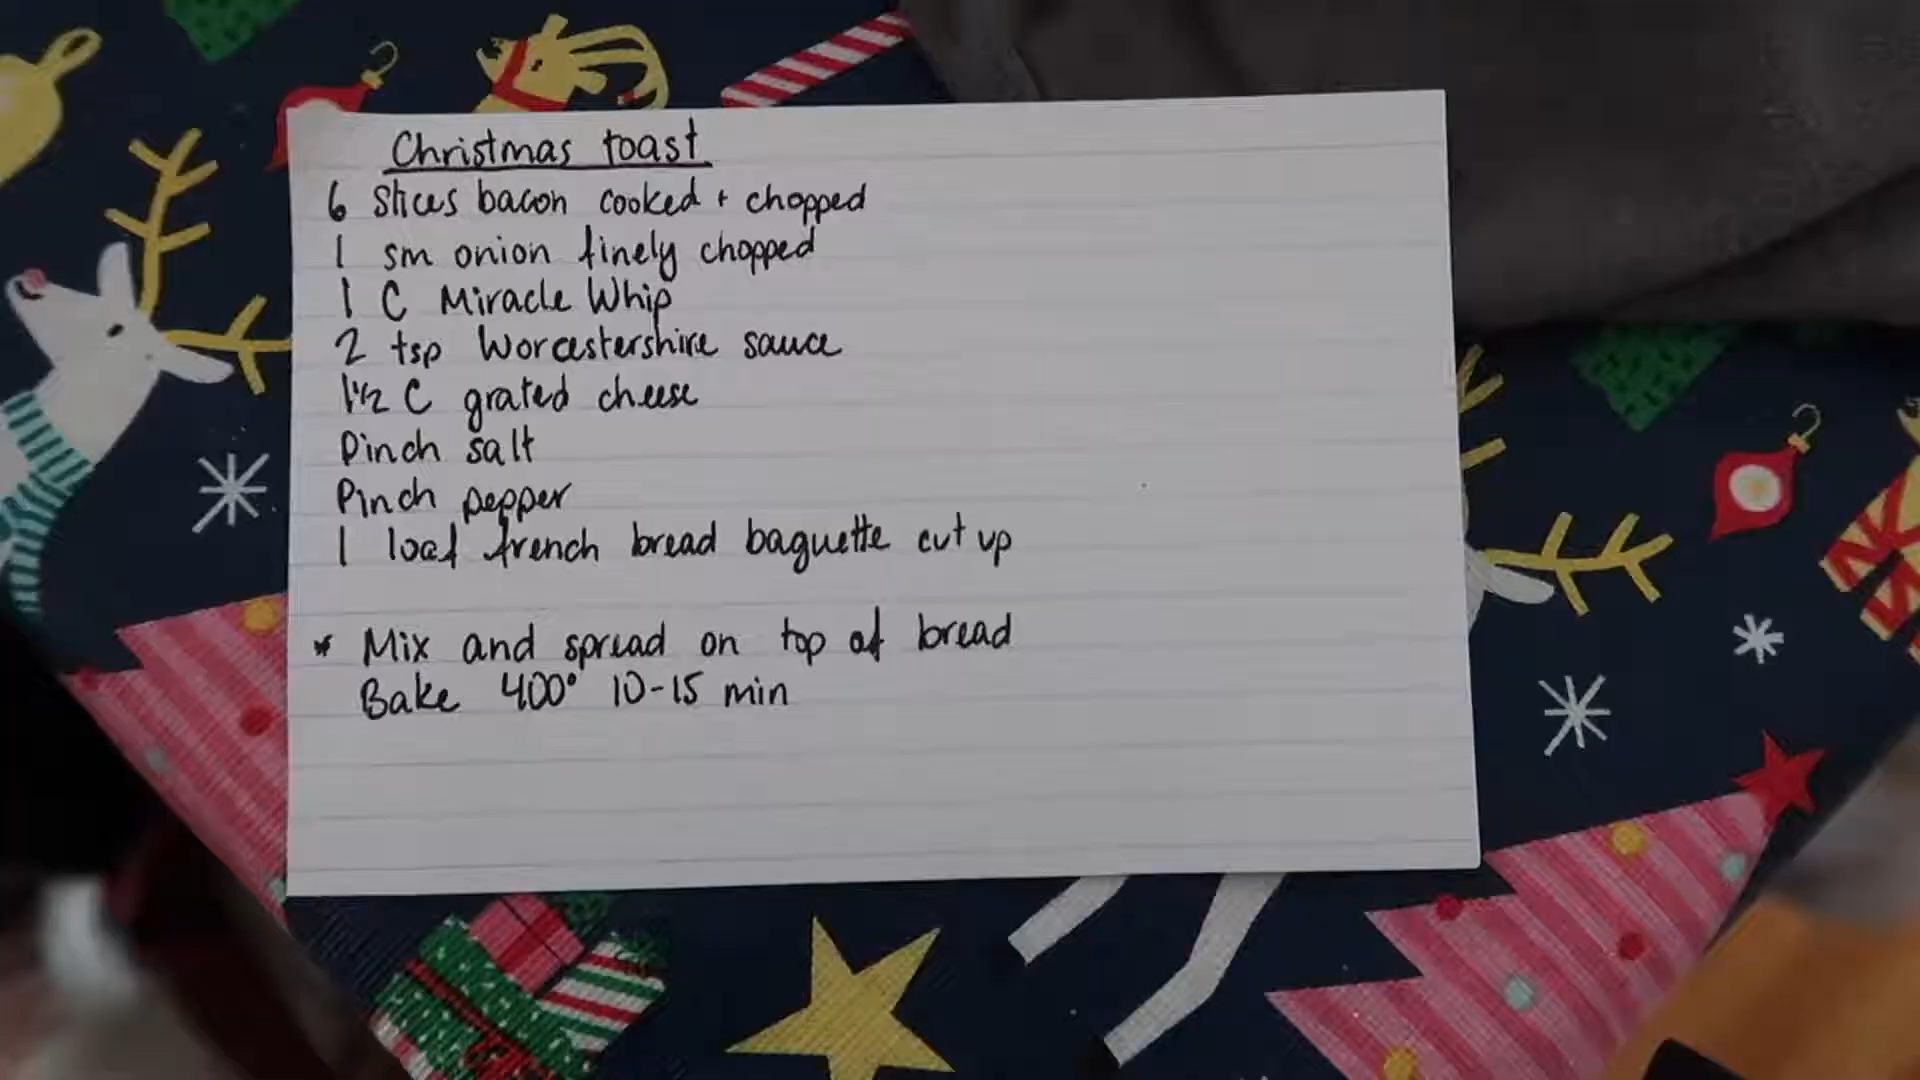 Christmas toast
6 slices bacon cooked + chopped
1 sm onion finely chopped
1 C Miracle Whip
2 tsp Worcestershire sauce
1 1/2 C grated cheese
Pinch salt
Pinch pepper
1 loaf french bread baguette cut up
* Mix and spread on top of bread
Bake 400° 10-15 min